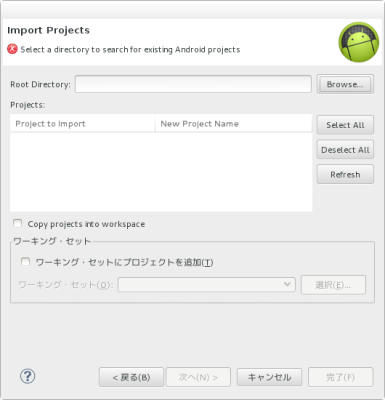 Import Projects
Select a directory to search for existing Android projects
Root Directory:
Browse...
Projects:
Project to Import New Project Name
Select All
Deselect All
Refresh
Copy projects into workspace
ワーキング・セット
ワーキング・セットにプロジェクトを追加(T)
ワーキング・セット(O):
選択(E)...
< 戻る(B)
次へ(N) >
キャンセル
完了(F)